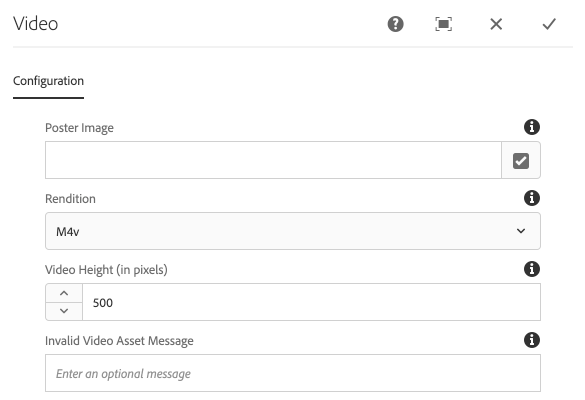 Video
Configuration
Poster Image
Rendition
M4v
Video Height (in pixels)
500
Invalid Video Asset Message
Enter an optional message